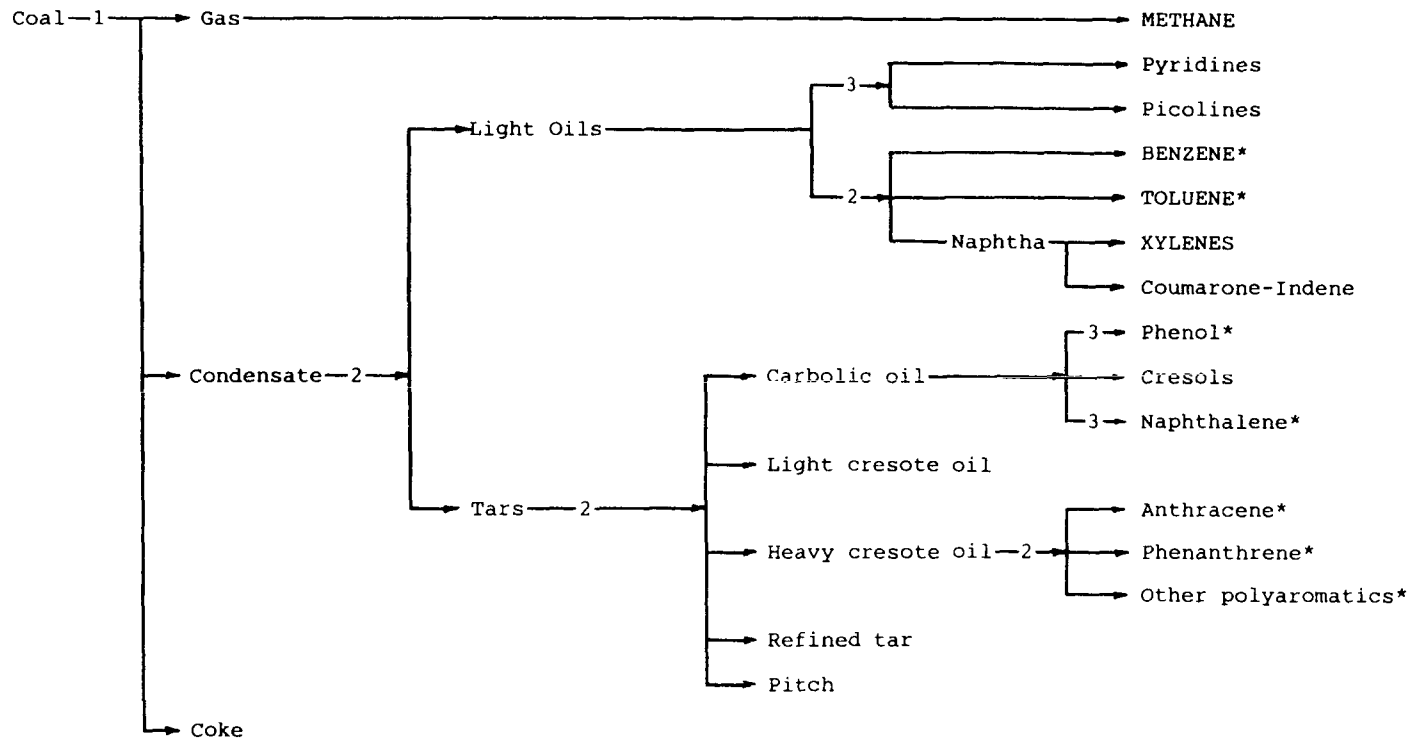 Coal 1 Gas METHANE
Pyridines
3
Picolines
Light Oils
BENZENE*
2 TOLUENE*
Naphtha XYLENES
Coumarone-Indene
3 Phenol*
Condensate 2 Carbolic oil Cresols
3 Naphthalene*
Light cresote oil
Tars 2 Anthracene*
Heavy cresote oil 2 Phenanthrene*
Other polyaromatics*
Refined tar
Pitch
Coke